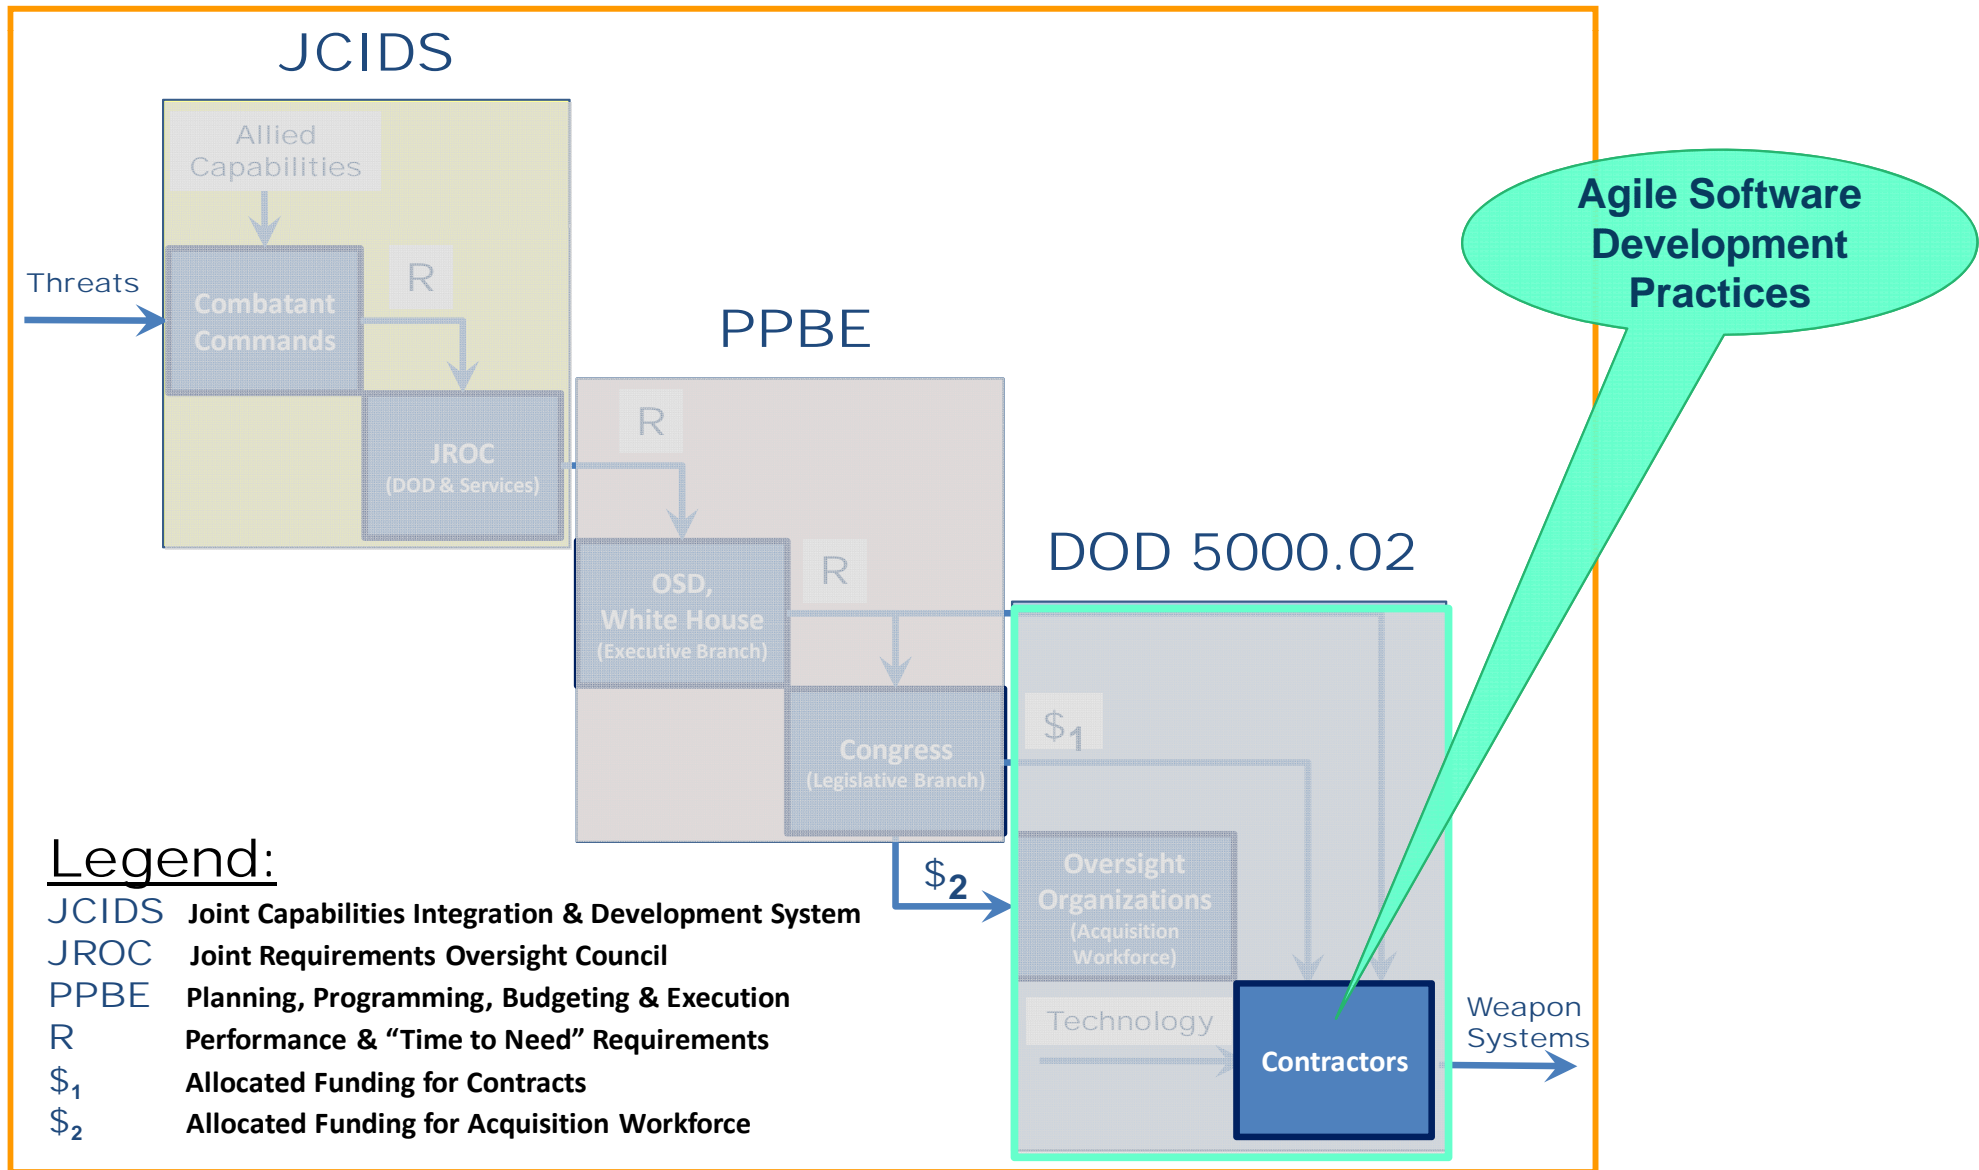 JCIDS
Allied
Capabilities
Threats
R
Combatant
Commands
JROC
(DOD & Services)
PPBE
R
OSD,
White House
(Executive Branch)
R
Congress
(Legislative Branch)
$2
DOD 5000.02
$1
Oversight
Organizations
(Acquisition
Workforce)
Technology
Contractors
Weapon
Systems
Agile Software
Development
Practices
Legend:
JCIDS Joint Capabilities Integration & Development System
JROC Joint Requirements Oversight Council
PPBE Planning, Programming, Budgeting & Execution
R Performance & “Time to Need” Requirements
$1 Allocated Funding for Contracts
$2 Allocated Funding for Acquisition Workforce